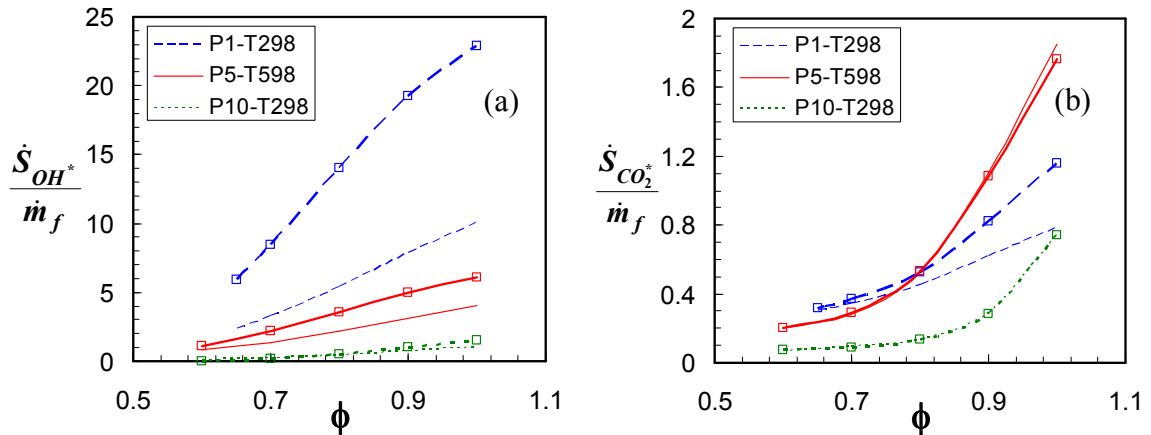 25
20
15
10
5
0
P1-T298
P5-T598
P10-T298
(a)
Ṡ_OH*
ṁ_f
0.5
0.7
0.9
1.1
ϕ
2
1.6
1.2
0.8
0.4
0
P1-T298
P5-T598
P10-T298
(b)
Ṡ_CO₂*
ṁ_f
0.5
0.7
0.9
1.1
ϕ